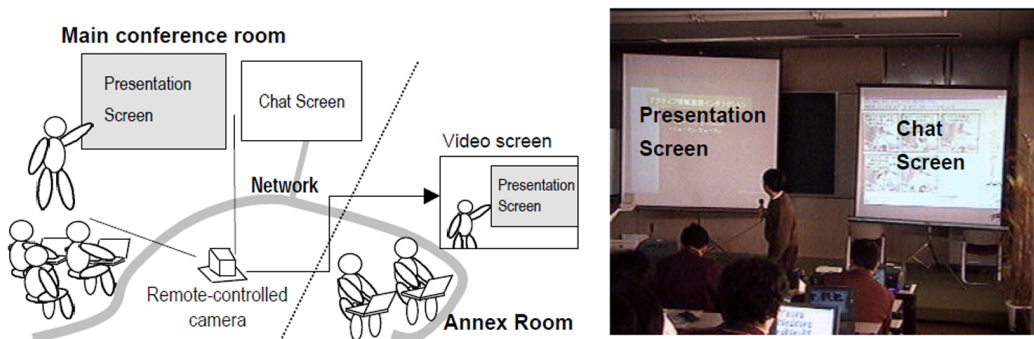 Main conference room
Presentation
Screen
Chat Screen
Network
Video screen
Presentation
Screen
Remote-controlled
camera
Annex Room
Presentation
Screen
Chat
Screen